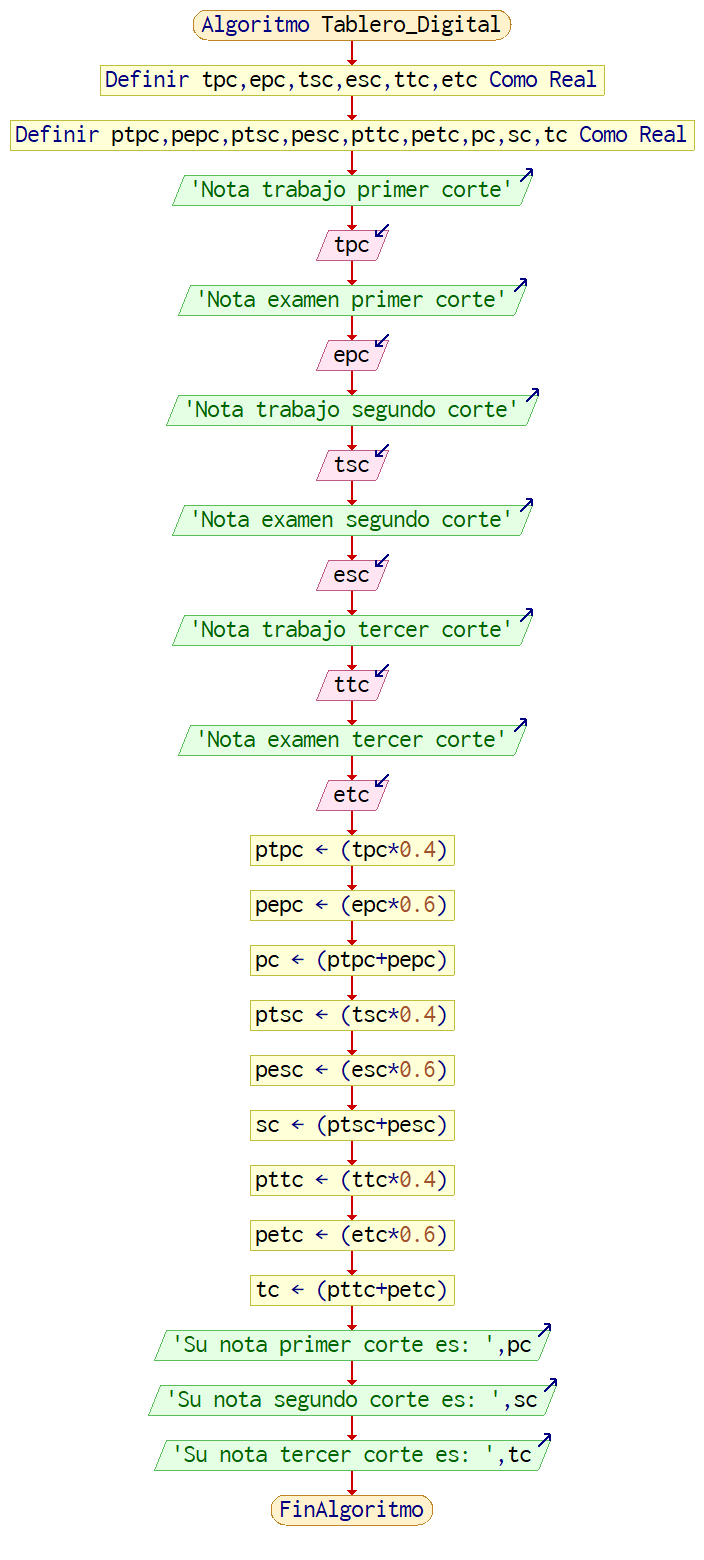 Algoritmo Tablero_Digital
Definir tpc,epc,tsc,esc,ttc,etc Como Real
Definir ptpc,pepc,ptsc,pesc,pttc,petc,pc,sc,tc Como Real
'Nota trabajo primer corte'
tpc
'Nota examen primer corte'
epc
'Nota trabajo segundo corte'
tsc
'Nota examen segundo corte'
esc
'Nota trabajo tercer corte'
ttc
'Nota examen tercer corte'
etc
ptpc ← (tpc*0.4)
pepc ← (epc*0.6)
pc ← (ptpc+pepc)
ptsc ← (tsc*0.4)
pesc ← (esc*0.6)
sc ← (ptsc+pesc)
pttc ← (ttc*0.4)
petc ← (etc*0.6)
tc ← (pttc+petc)
'Su nota primer corte es: ',pc
'Su nota segundo corte es: ',sc
'Su nota tercer corte es: ',tc
FinAlgoritmo